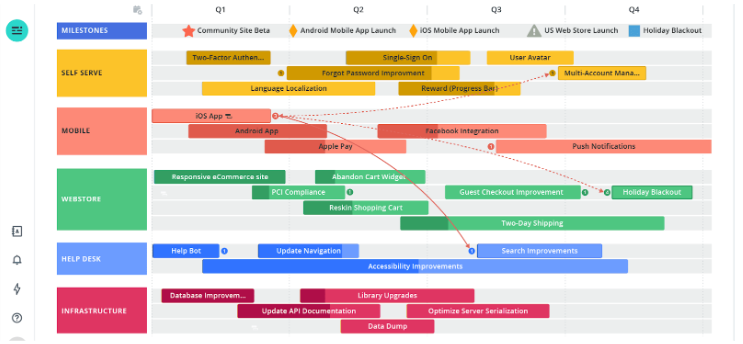 Q1 Q2 Q3 Q4
MILESTONES Community Site Beta Android Mobile App Launch iOS Mobile App Launch US Web Store Launch Holiday Blackout
SELF SERVE
Two-Factor Authen... Single-Sign On User Avatar
Forgot Password Improvment Multi-Account Mana...
Language Localization Reward (Progress Bar)
MOBILE
iOS App
Android App Facebook Integration
Apple Pay Push Notifications
WEBSTORE
Responsive eCommerce site Abandon Cart Widget
PCI Compliance Guest Checkout Improvement Holiday Blackout
Reskin Shopping Cart
Two-Day Shipping
HELP DESK
Help Bot Update Navigation Search Improvements
Accessibility Improvements
INFRASTRUCTURE
Database Improvem... Library Upgrades
Update API Documentation Optimize Server Serialization
Data Dump